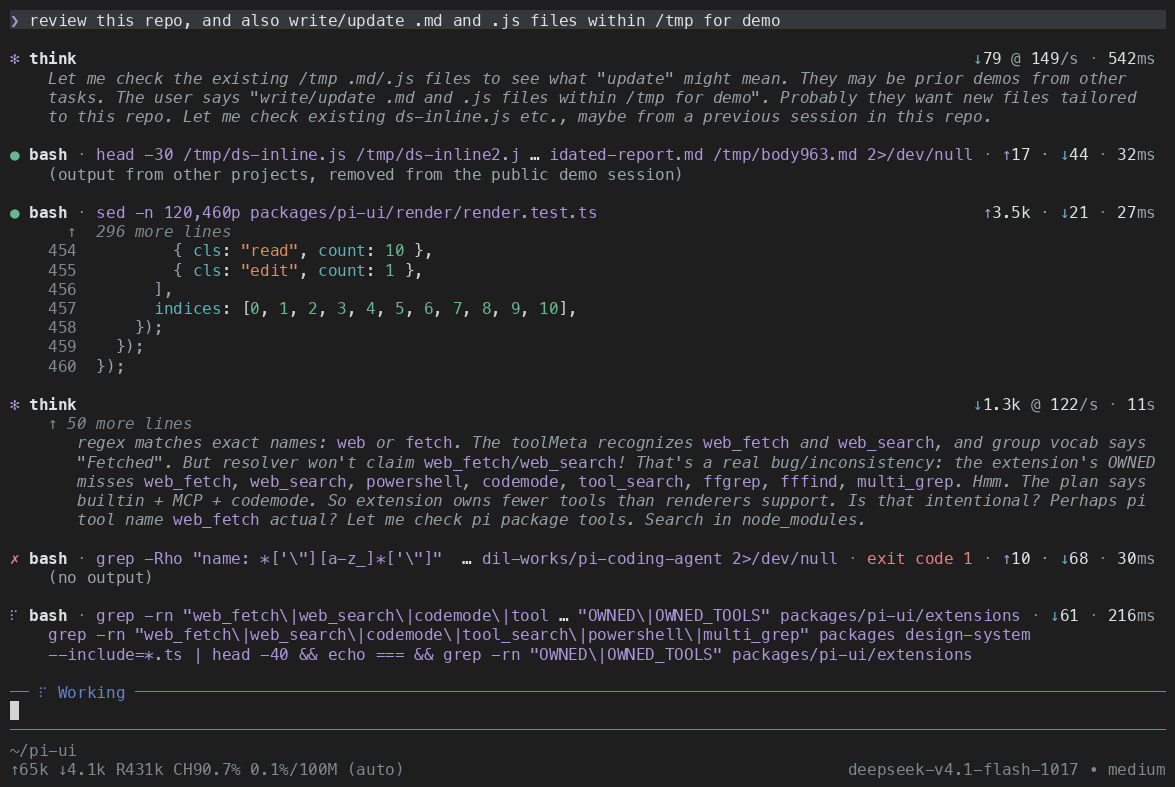 ❯ review this repo, and also write/update .md and .js files within /tmp for demo
✻ think ↓79 @ 149/s · 542ms
Let me check the existing /tmp .md/.js files to see what "update" might mean. They may be prior demos from other
tasks. The user says "write/update .md and .js files within /tmp for demo". Probably they want new files tailored
to this repo. Let me check existing ds-inline.js etc., maybe from a previous session in this repo.
● bash · head -30 /tmp/ds-inline.js /tmp/ds-inline2.j … idated-report.md /tmp/body963.md 2>/dev/null · ↑17 · ↓44 · 32ms
(output from other projects, removed from the public demo session)
● bash · sed -n 120,460p packages/pi-ui/render/render.test.ts ↑3.5k · ↓21 · 27ms
↑ 296 more lines
454 { cls: "read", count: 10 },
455 { cls: "edit", count: 1 },
456 ],
457 indices: [0, 1, 2, 3, 4, 5, 6, 7, 8, 9, 10],
458 });
459 });
460 });
✻ think ↓1.3k @ 122/s · 11s
↑ 50 more lines
regex matches exact names: web or fetch. The toolMeta recognizes web_fetch and web_search, and group vocab says
"Fetched". But resolver won't claim web_fetch/web_search! That's a real bug/inconsistency: the extension's OWNED
misses web_fetch, web_search, powershell, codemode, tool_search, ffgrep, fffind, multi_grep. Hmm. The plan says
builtin + MCP + codemode. So extension owns fewer tools than renderers support. Is that intentional? Perhaps pi
tool name web_fetch actual? Let me check pi package tools. Search in node_modules.
✗ bash · grep -Rho "name: *['\"][a-z_]*['\"]" … dil-works/pi-coding-agent 2>/dev/null · exit code 1 · ↑10 · ↓68 · 30ms
(no output)
⠏ bash · grep -rn "web_fetch\|web_search\|codemode\|tool … "OWNED\|OWNED_TOOLS" packages/pi-ui/extensions · ↓61 · 216ms
grep -rn "web_fetch\|web_search\|codemode\|tool_search\|powershell\|multi_grep" packages design-system
--include=*.ts | head -40 && echo === && grep -rn "OWNED\|OWNED_TOOLS" packages/pi-ui/extensions
⠏ Working
~/pi-ui
↑65k ↓4.1k R431k CH90.7% 0.1%/100M (auto) deepseek-v4.1-flash-1017 • medium